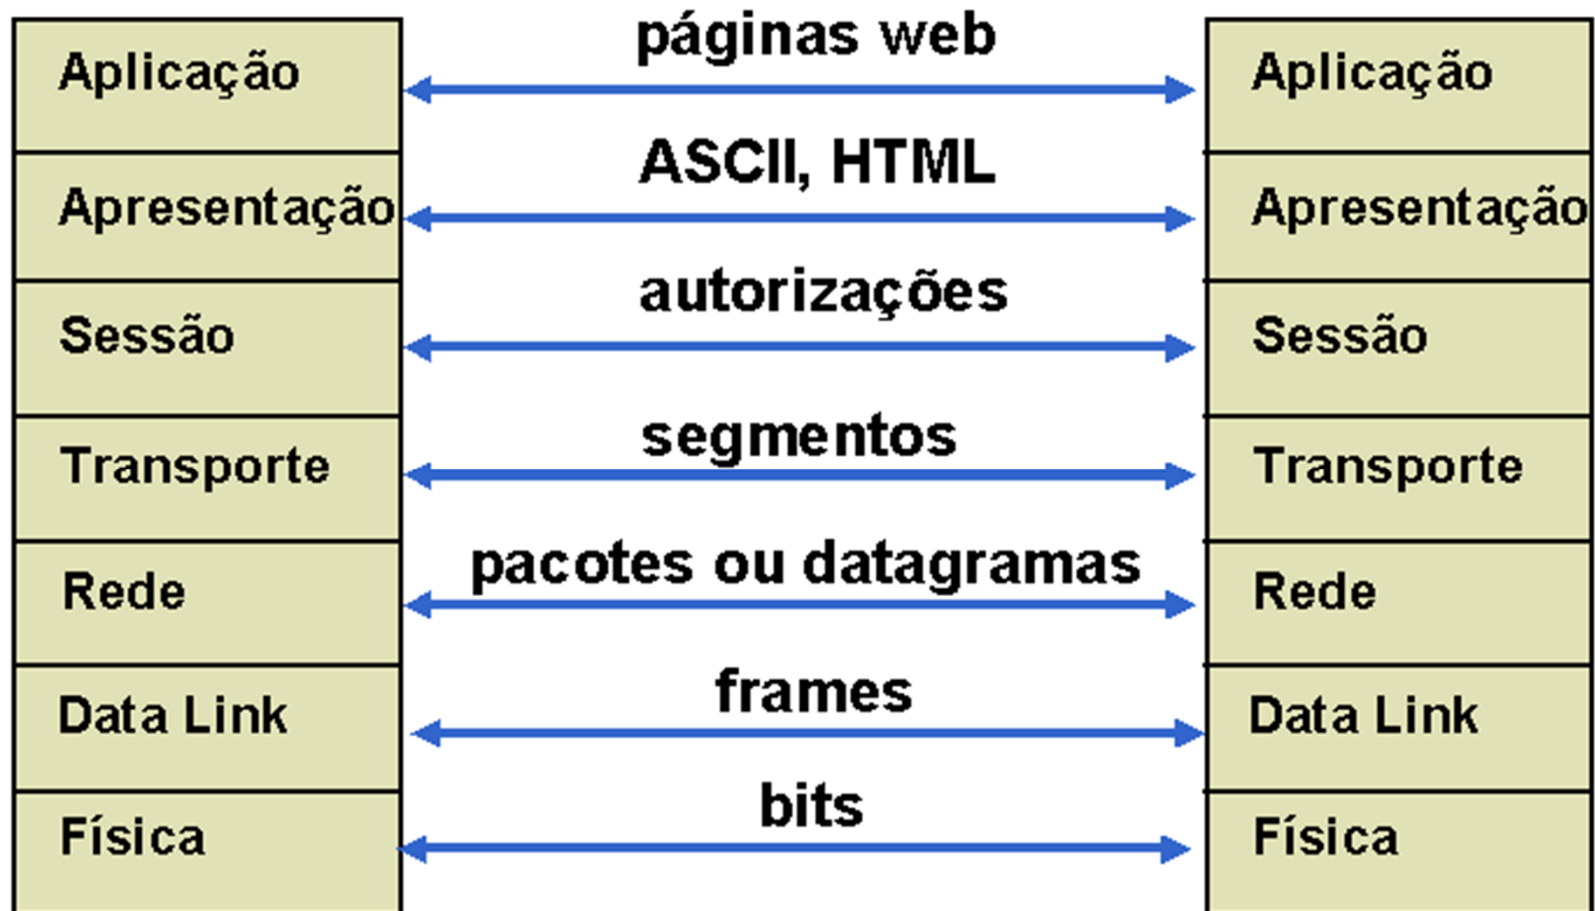 páginas web
Aplicação
Aplicação
ASCII, HTML
Apresentação
Apresentação
autorizações
Sessão
Sessão
segmentos
Transporte
Transporte
pacotes ou datagramas
Rede
Rede
frames
Data Link
Data Link
bits
Física
Física